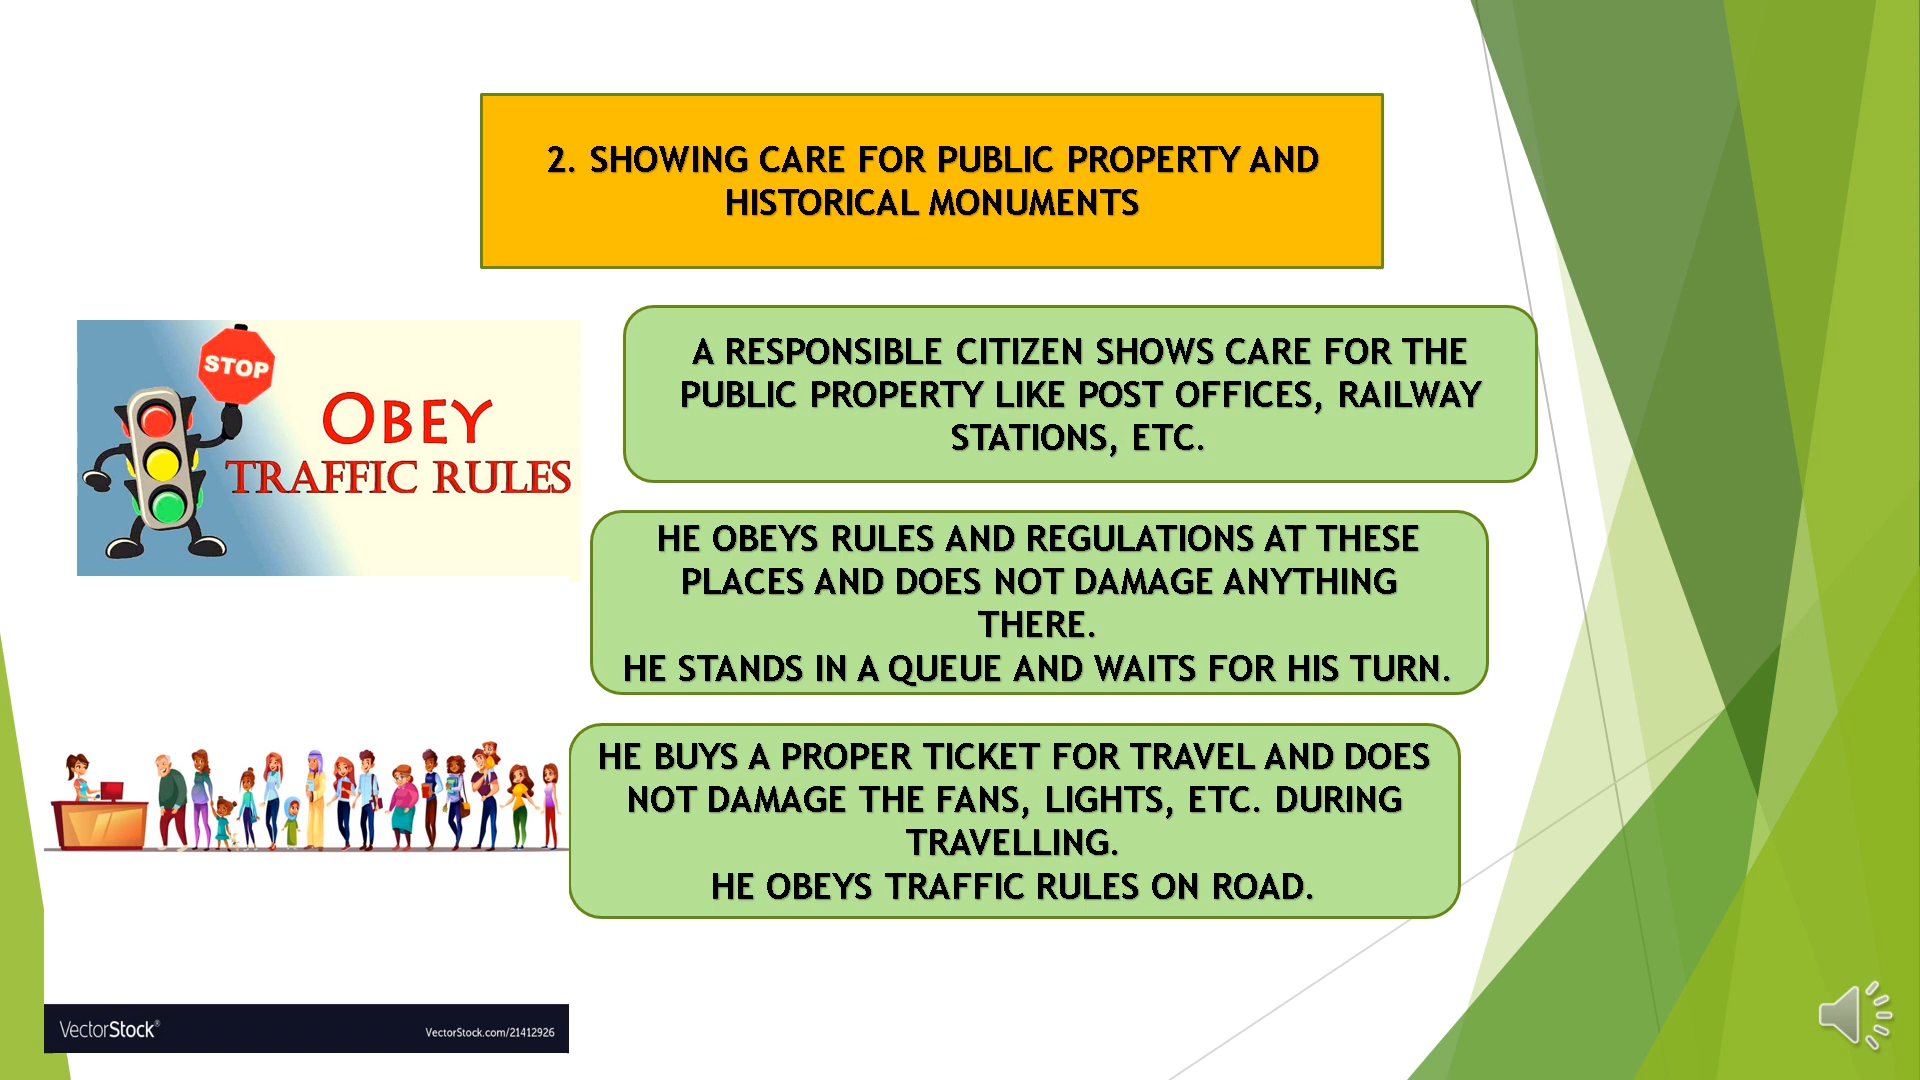 2. SHOWING CARE FOR PUBLIC PROPERTY AND
HISTORICAL MONUMENTS
STOP
OBEY
TRAFFIC RULES
A RESPONSIBLE CITIZEN SHOWS CARE FOR THE
PUBLIC PROPERTY LIKE POST OFFICES, RAILWAY
STATIONS, ETC.
HE OBEYS RULES AND REGULATIONS AT THESE
PLACES AND DOES NOT DAMAGE ANYTHING
THERE.
HE STANDS IN A QUEUE AND WAITS FOR HIS TURN.
HE BUYS A PROPER TICKET FOR TRAVEL AND DOES
NOT DAMAGE THE FANS, LIGHTS, ETC. DURING
TRAVELLING.
HE OBEYS TRAFFIC RULES ON ROAD.
VectorStock®
VectorStock.com/21412926